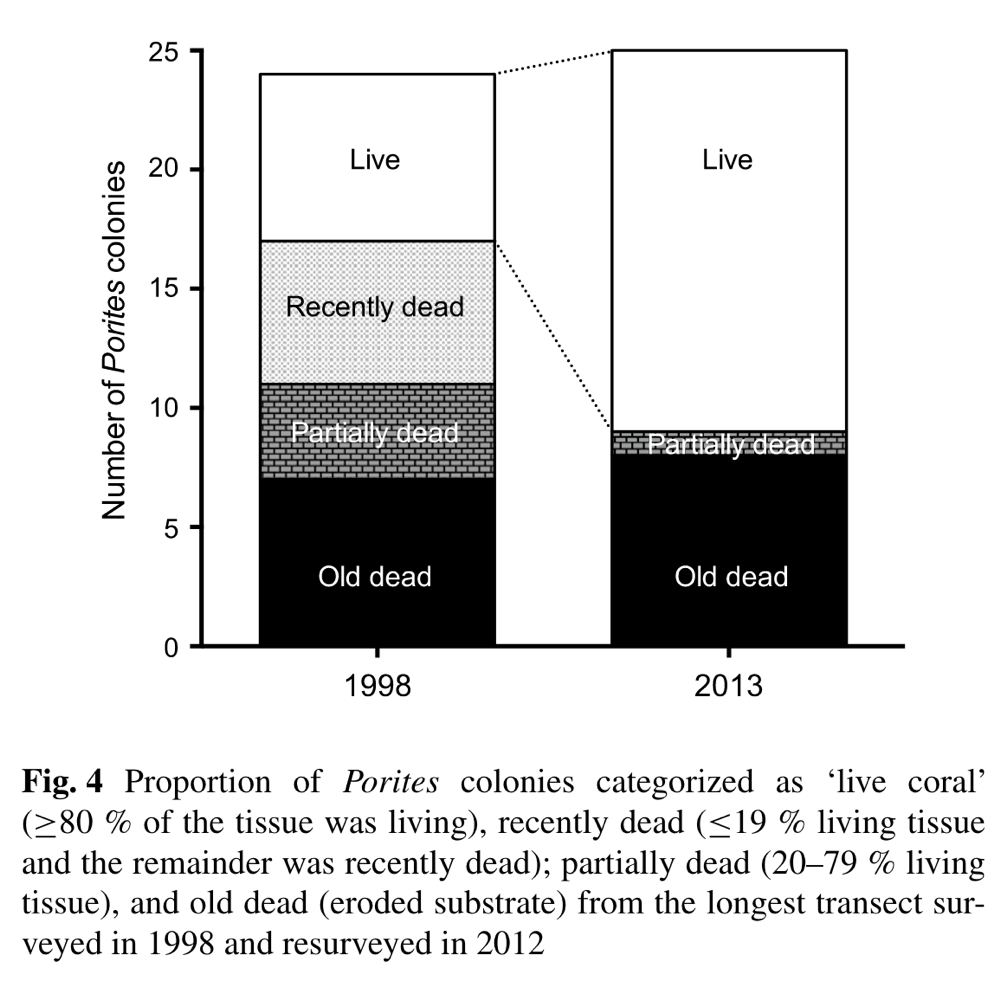 25
20
15
10
5
0
Number of Porites colonies
Live
Recently dead
Partially dead
Old dead
Live
Partially dead
Old dead
1998
2013
Fig. 4 Proportion of Porites colonies categorized as ‘live coral’
(≥80 % of the tissue was living), recently dead (≤19 % living tissue
and the remainder was recently dead); partially dead (20–79 % living
tissue), and old dead (eroded substrate) from the longest transect sur-
veyed in 1998 and resurveyed in 2012